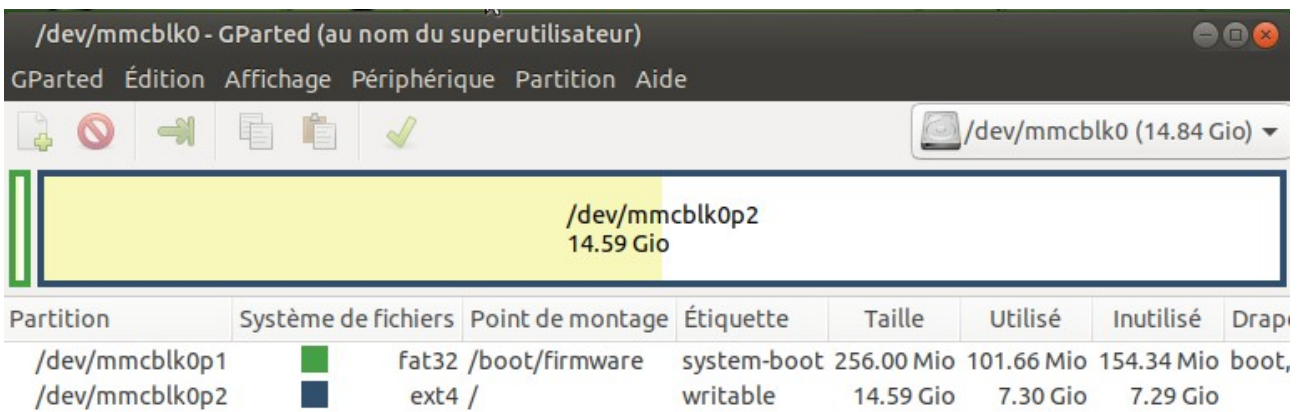 /dev/mmcblk0 - GParted (au nom du superutilisateur)
GParted Édition Affichage Périphérique Partition Aide
/dev/mmcblk0 (14.84 Gio)
/dev/mmcblk0p2
14.59 Gio
Partition Système de fichiers Point de montage Étiquette Taille Utilisé Inutilisé Drap
/dev/mmcblk0p1 fat32 /boot/firmware system-boot 256.00 Mio 101.66 Mio 154.34 Mio boot,
/dev/mmcblk0p2 ext4 / writable 14.59 Gio 7.30 Gio 7.29 Gio